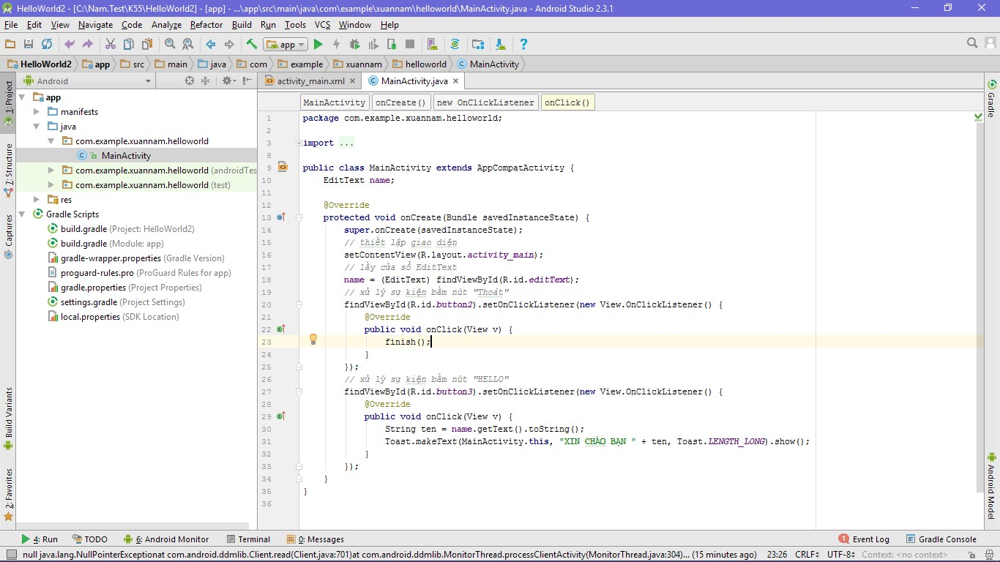 HelloWorld2 - [C:\Nam.Test\K55\HelloWorld2] - [app] - ...\app\src\main\java\com\example\xuannam\helloworld\MainActivity.java - Android Studio 2.3.1
File Edit View Navigate Code Analyze Refactor Build Run Tools VCS Window Help
app
HelloWorld2 app src main java com example xuannam helloworld MainActivity
Android
activity_main.xml MainActivity.java
MainActivity onCreate() new OnClickListener onClick()
1: Project
7: Structure
Captures
Build Variants
2: Favorites
app
manifests
java
com.example.xuannam.helloworld
MainActivity
com.example.xuannam.helloworld (androidTes
com.example.xuannam.helloworld (test)
res
Gradle Scripts
build.gradle (Project: HelloWorld2)
build.gradle (Module: app)
gradle-wrapper.properties (Gradle Version)
proguard-rules.pro (ProGuard Rules for app)
gradle.properties (Project Properties)
settings.gradle (Project Settings)
local.properties (SDK Location)
1 package com.example.xuannam.helloworld;
2
3 import ...
8
9 public class MainActivity extends AppCompatActivity {
10 EditText name;
11
12 @Override
13 protected void onCreate(Bundle savedInstanceState) {
14 super.onCreate(savedInstanceState);
15 // thiết lập giao diện
16 setContentView(R.layout.activity_main);
17 // lấy của sổ EditText
18 name = (EditText) findViewById(R.id.editText);
19 // xử lý sự kiện bấm nút "Thoát"
20 findViewById(R.id.button2).setOnClickListener(new View.OnClickListener() {
21 @Override
22 public void onClick(View v) {
23 finish();
24 }
25 });
26 // xử lý sự kiện bấm nút "HELLO"
27 findViewById(R.id.button3).setOnClickListener(new View.OnClickListener() {
28 @Override
29 public void onClick(View v) {
30 String ten = name.getText().toString();
31 Toast.makeText(MainActivity.this, "XIN CHÀO BẠN " + ten, Toast.LENGTH_LONG).show();
32 }
33 });
34 }
35 }
36
Gradle
Android Model
4: Run TODO 6: Android Monitor Terminal 0: Messages 1 Event Log Gradle Console
null java.lang.NullPointerExceptionat com.android.ddmlib.Client.read(Client.java:701)at com.android.ddmlib.MonitorThread.processClientActivity(MonitorThread.java:304)... (15 minutes ago) 23:26 CRLF UTF-8 Context: <no context>